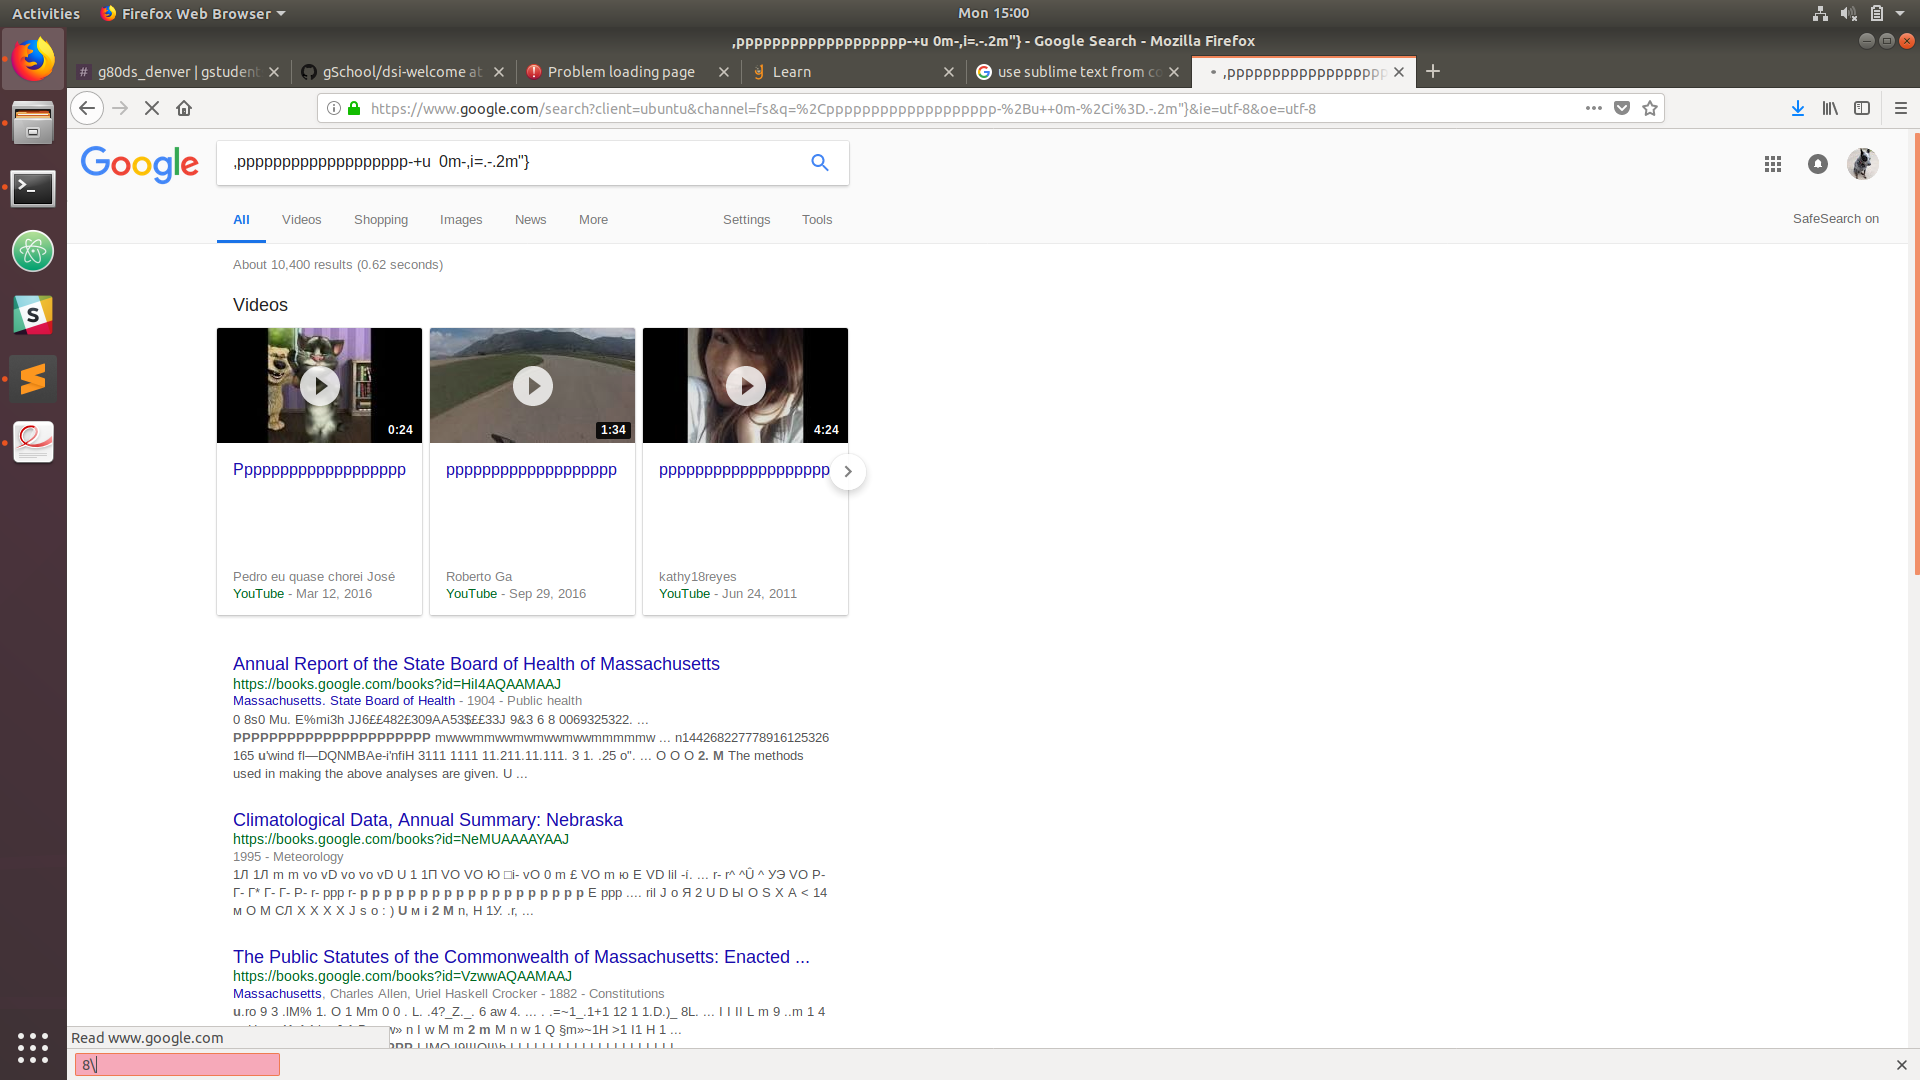 Activities
Firefox Web Browser
Mon 15:00
,ppppppppppppppppppp-+u 0m-,i=.-.2m"} - Google Search - Mozilla Firefox
# g80ds_denver | gstudent
gSchool/dsi-welcome at
Problem loading page
Learn
use sublime text from co
,pppppppppppppppppp
https://www.google.com/search?client=ubuntu&channel=fs&q=%2Cppppppppppppppppppp-%2Bu++0m-%2Ci%3D.-.2m"}&ie=utf-8&oe=utf-8
Google
,ppppppppppppppppppp-+u  0m-,i=.-.2m"}
All Videos Shopping Images News More Settings Tools
SafeSearch on
About 10,400 results (0.62 seconds)
Videos
0:24
1:34
4:24
Ppppppppppppppppppp
ppppppppppppppppppp
ppppppppppppppppppp
Pedro eu quase chorei José
YouTube - Mar 12, 2016
Roberto Ga
YouTube - Sep 29, 2016
kathy18reyes
YouTube - Jun 24, 2011
Annual Report of the State Board of Health of Massachusetts
https://books.google.com/books?id=HiI4AQAAMAAJ
Massachusetts. State Board of Health - 1904 - Public health
0 8s0 Mu. E%mi3h JJ6££482£309AA53$££33J 9&3 6 8 0069325322. ...
PPPPPPPPPPPPPPPPPPPPPP mwwwmmwwmwmwwmwwmmmmmw ... n144268227778916125326
165 u'wind fl—DQNMBAe-i'nfiH 3111 1111 11.211.11.111. 3 1. .25 o". ... O O O 2. M The methods
used in making the above analyses are given. U ...
Climatological Data, Annual Summary: Nebraska
https://books.google.com/books?id=NeMUAAAAYAAJ
1995 - Meteorology
1Л 1Л m m vo vD vo vo vD U 1 1П VO VO Ю □i- vO 0 m £ VO m ю E VD lil -í. ... r- r^ ^Û ^ УЭ VO P-
Г- Г* Г- Г- P- r- ppp r- p p p p p p p p p p p p p p p p p p p E ppp .... ril J o Я 2 U D Ы O S X A < 14
м O M СЛ X X X X J s o : ) U м i 2 M n, H 1У. .r, ...
The Public Statutes of the Commonwealth of Massachusetts: Enacted ...
https://books.google.com/books?id=VzwwAQAAMAAJ
Massachusetts, Charles Allen, Uriel Haskell Crocker - 1882 - Constitutions
u.ro 9 3 .lM% 1. O 1 Mm 0 0 . L. .4?_Z._. 6 aw 4. ... . .=~1_.1+1 12 1 1.D.)_ 8L. ... I I II L m 9 ..m 1 4
w» n I w M m 2 m M n w 1 Q §m»~1H >1 I1 H 1 ...
Read www.google.com
8\